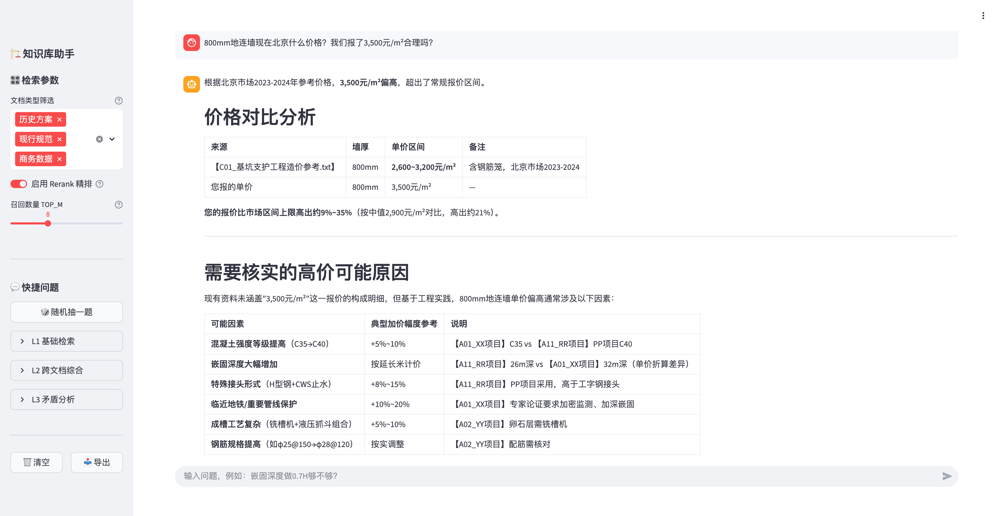 知识库助手
检索参数
文档类型筛选
历史方案
现行规范
商务数据
启用 Rerank 精排
召回数量 TOP_M
8
快捷问题
随机抽一题
L1 基础检索
L2 跨文档综合
L3 矛盾分析
清空 导出
800mm地连墙现在北京什么价格？我们报了3,500元/m²合理吗？
根据北京市场2023-2024年参考价格，3,500元/m²偏高，超出了常规报价区间。
价格对比分析
来源 墙厚 单价区间 备注
【C01_基坑支护工程造价参考.txt】 800mm 2,600~3,200元/m² 含钢筋笼，北京市场2023-2024
您报的单价 800mm 3,500元/m² —
您的报价比市场区间上限高出约9%~35%（按中值2,900元/m²对比，高出约21%）。
需要核实的高价可能原因
现有资料未涵盖"3,500元/m²"这一报价的构成明细，但基于工程实践，800mm地连墙单价偏高通常涉及以下因素：
可能因素 典型加价幅度参考 说明
混凝土强度等级提高（C35→C40） +5%~10% 【A01_XX项目】C35 vs 【A11_RR项目】PP项目C40
嵌固深度大幅增加 按延长米计价 【A11_RR项目】26m深 vs 【A01_XX项目】32m深（单价折算差异）
特殊接头形式（H型钢+CWS止水） +8%~15% 【A11_RR项目】PP项目采用，高于工字钢接头
临近地铁/重要管线保护 +10%~20% 【A01_XX项目】专家论证要求加密监测、加深嵌固
成槽工艺复杂（铣槽机+液压抓斗组合） +5%~10% 【A02_YY项目】卵石层需铣槽机
钢筋规格提高（如φ25@150→φ28@120） 按实调整 【A02_YY项目】配筋需核对
输入问题，例如：嵌固深度做0.7H够不够？